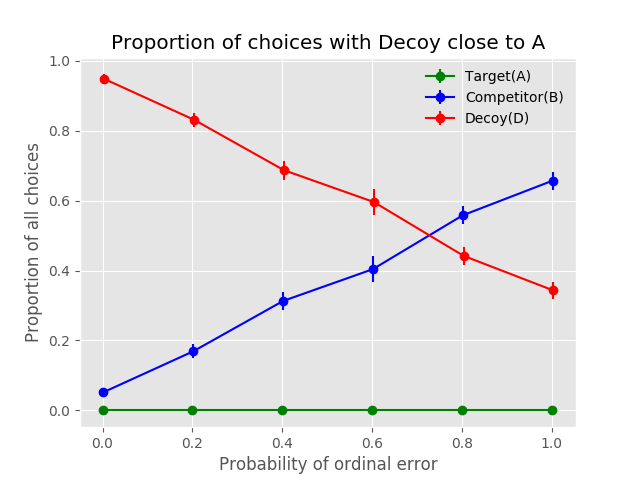 Proportion of choices with Decoy close to A
Target(A)
Competitor(B)
Decoy(D)
Proportion of all choices
1.0
0.8
0.6
0.4
0.2
0.0
0.0 0.2 0.4 0.6 0.8 1.0
Probability of ordinal error